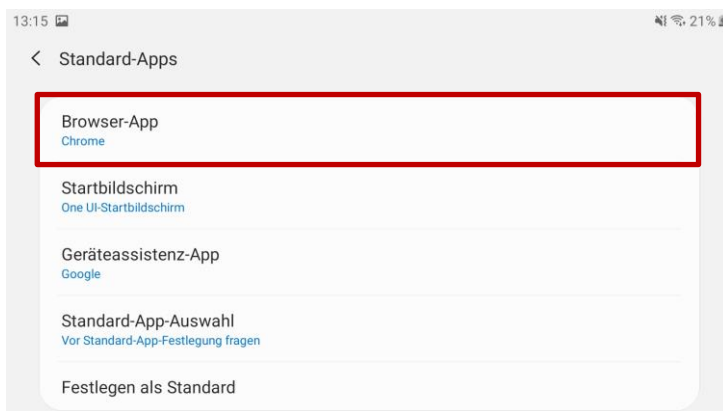 13:15 21%
Standard-Apps
Browser-App
Chrome
Startbildschirm
One UI-Startbildschirm
Geräteassistenz-App
Google
Standard-App-Auswahl
Vor Standard-App-Festlegung fragen
Festlegen als Standard